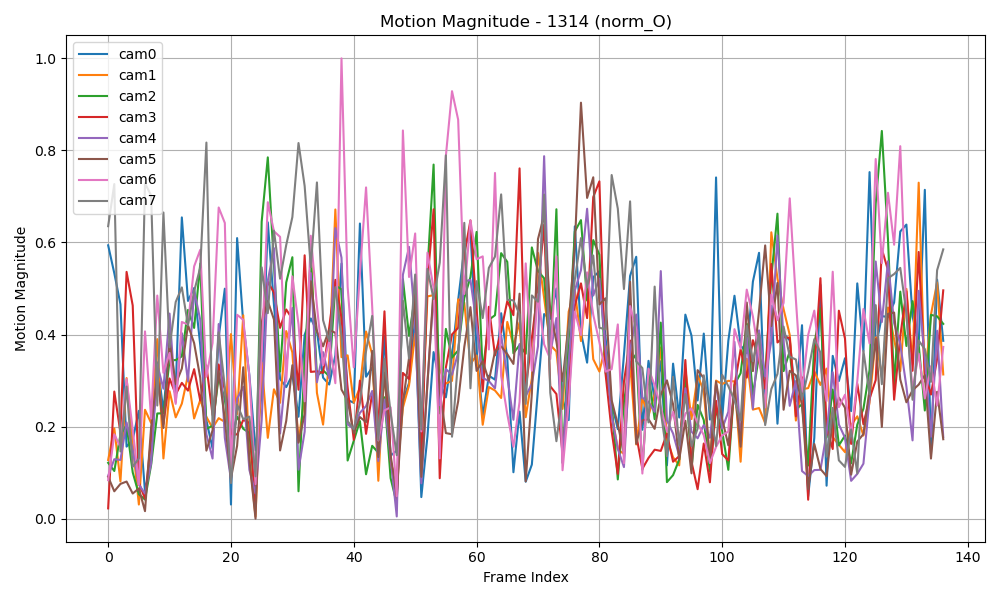 Motion Magnitude - 1314 (norm_O)
cam0
cam1
cam2
cam3
cam4
cam5
cam6
cam7
Motion Magnitude
1.0
0.8
0.6
0.4
0.2
0.0
0 20 40 60 80 100 120 140
Frame Index